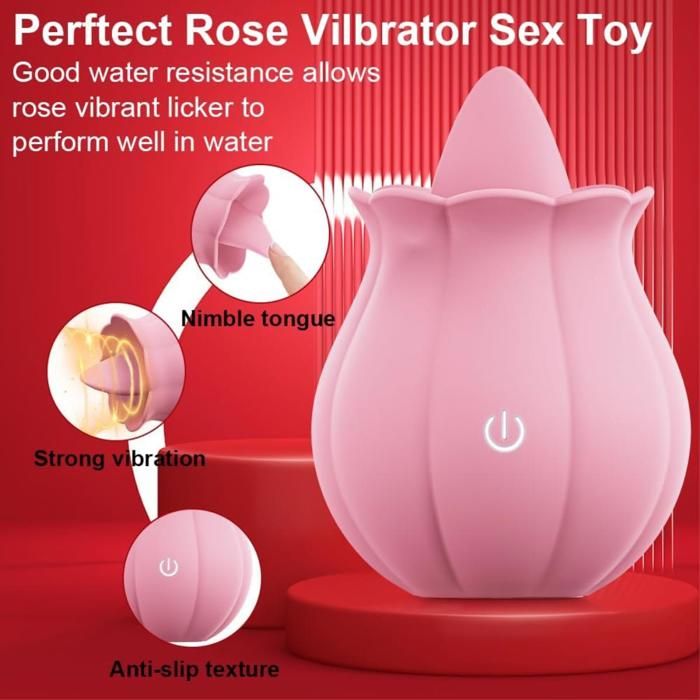 Perftect Rose Vilbrator Sex Toy
Good water resistance allows
rose vibrant licker to
perform well in water
Nimble tongue
Strong vibration
Anti-slip texture